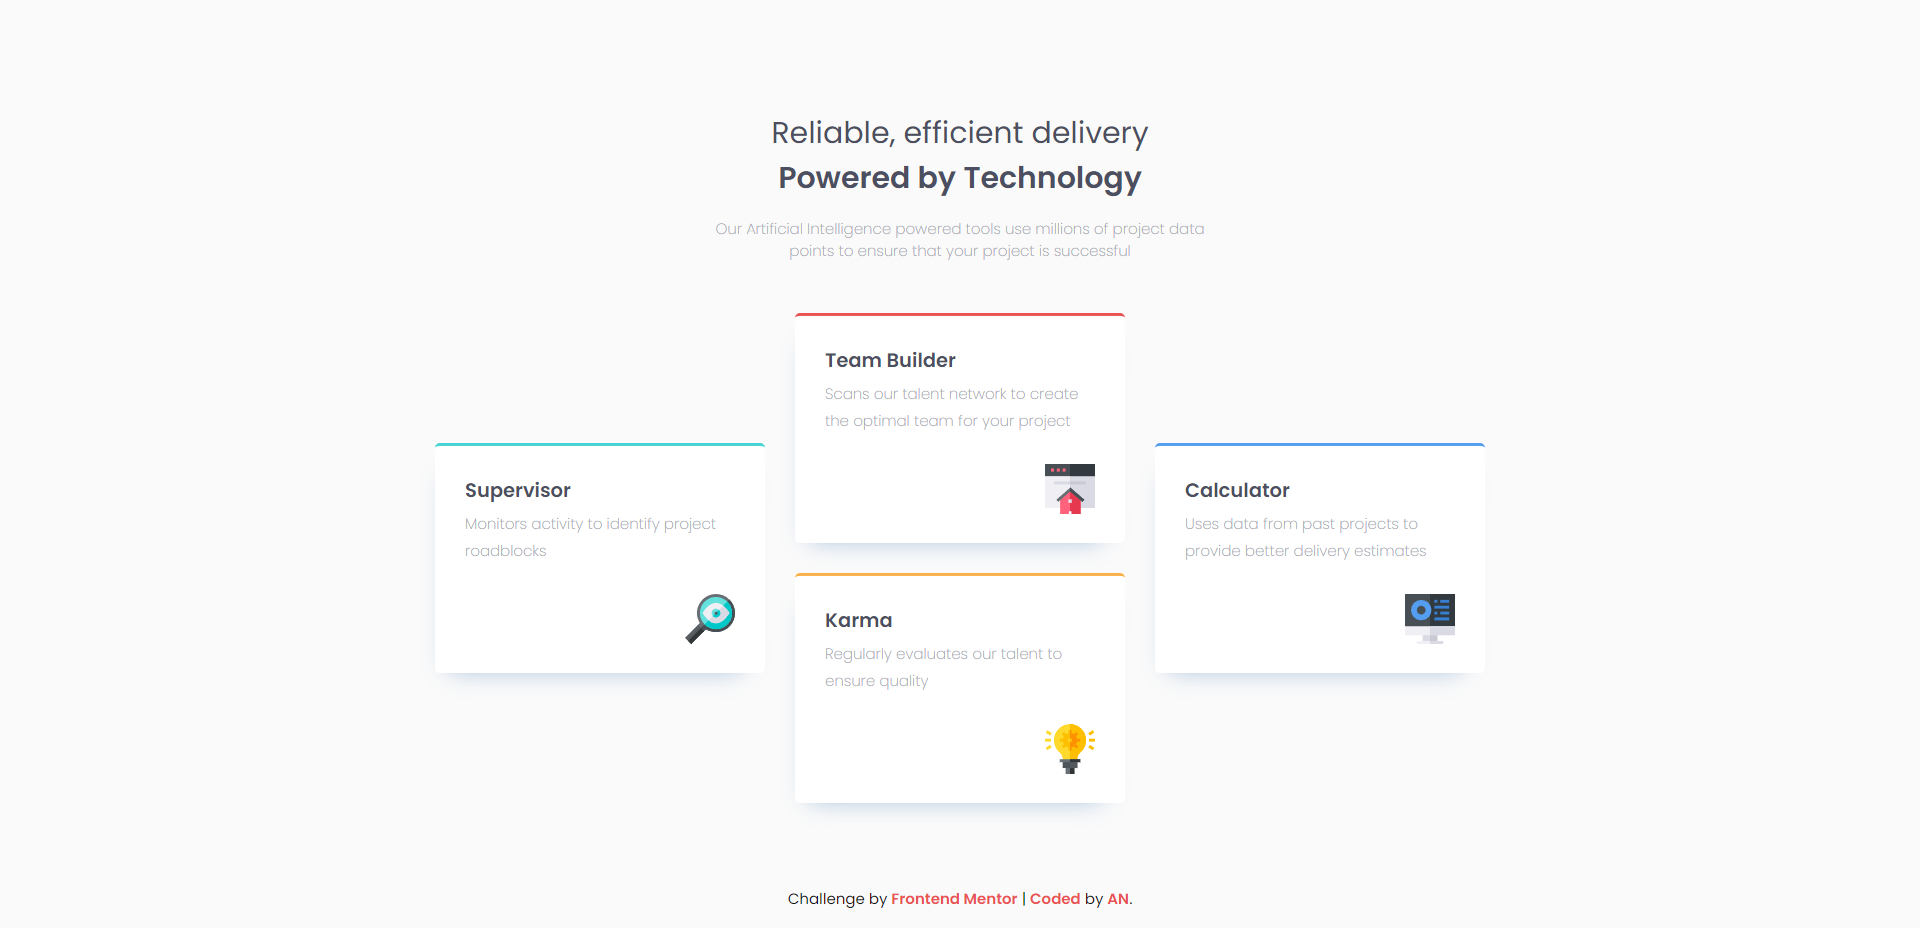 Reliable, efficient delivery
Powered by Technology
Our Artificial Intelligence powered tools use millions of project data
points to ensure that your project is successful
Team Builder
Scans our talent network to create
the optimal team for your project
Supervisor
Monitors activity to identify project
roadblocks
Calculator
Uses data from past projects to
provide better delivery estimates
Karma
Regularly evaluates our talent to
ensure quality
Challenge by Frontend Mentor | Coded by AN.